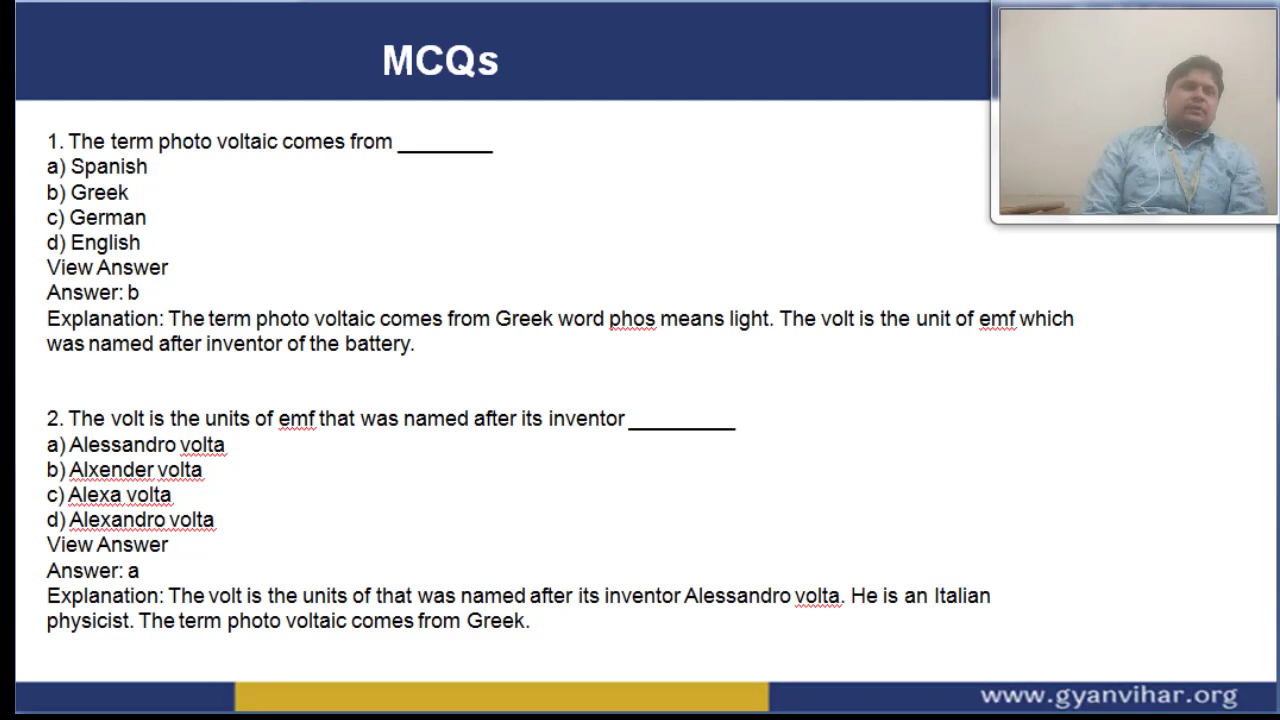 MCQs
1. The term photo voltaic comes from ________
a) Spanish
b) Greek
c) German
d) English
View Answer
Answer: b
Explanation: The term photo voltaic comes from Greek word phos means light. The volt is the unit of emf which
was named after inventor of the battery.
2. The volt is the units of emf that was named after its inventor _________
a) Alessandro volta
b) Alxender volta
c) Alexa volta
d) Alexandro volta
View Answer
Answer: a
Explanation: The volt is the units of that was named after its inventor Alessandro volta. He is an Italian
physicist. The term photo voltaic comes from Greek.
www.gyanvihar.org